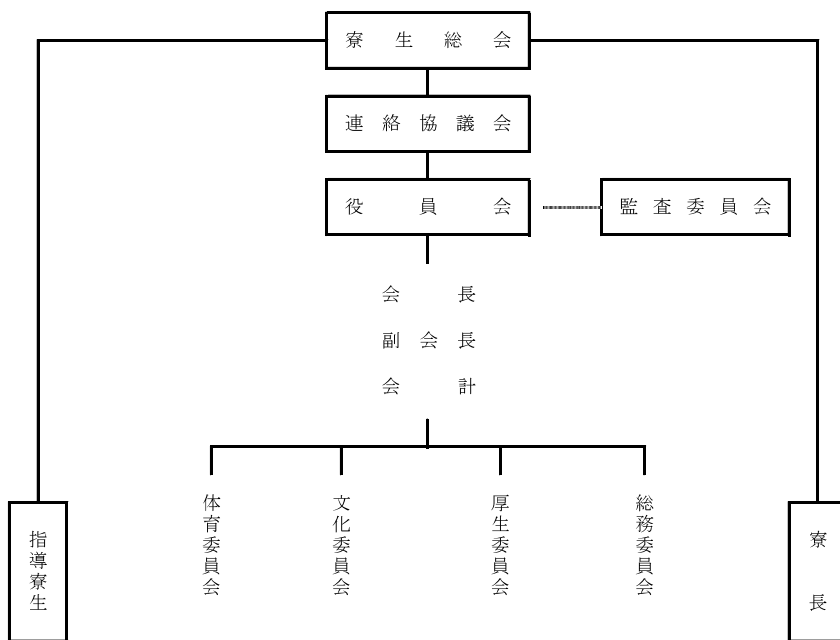 寮生総会
連絡協議会
役員会
監査委員会
会長
副会長
会計
体育委員会
文化委員会
厚生委員会
総務委員会
指導寮生
寮長